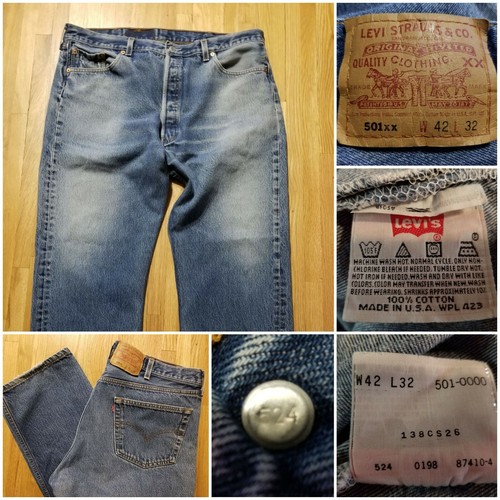 LEVI STRAUSS & CO.
ORIGINAL RIVETED
QUALITY CLOTHING XX
501XX W 42 L 32
Levi's
MACHINE WASH HOT, NORMAL CYCLE. ONLY NON-
CHLORINE BLEACH IF NEEDED. TUMBLE DRY HOT.
HOT IRON IF NEEDED. WASH AND DRY WITH LIKE
COLORS. COLOR MAY TRANSFER WHEN NEW. WASH
BEFORE WEARING. SHRINKS APPROXIMATELY 10%
100% COTTON
MADE IN U.S.A. WPL 423
524
W42 L32 501-0000
138CS26
524 0198 87410-4